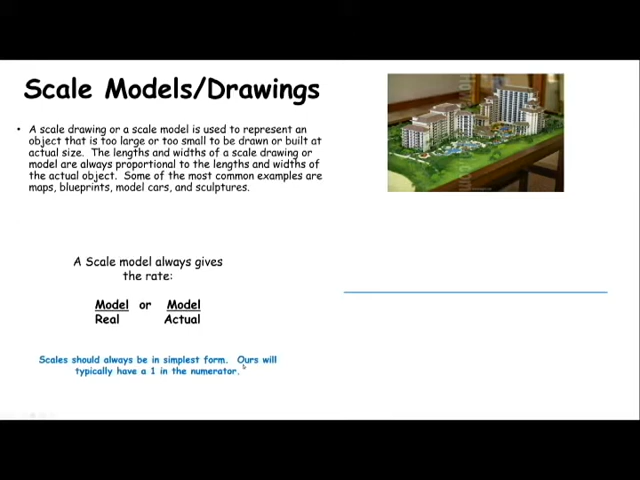 Scale Models/Drawings
• A scale drawing or a scale model is used to represent an
object that is too large or too small to be drawn or built at
actual size. The lengths and widths of a scale drawing or
model are always proportional to the lengths and widths of
the actual object. Some of the most common examples are
maps, blueprints, model cars, and sculptures.
A Scale model always gives
the rate:
Model or Model
Real Actual
Scales should always be in simplest form. Ours will
typically have a 1 in the numerator.